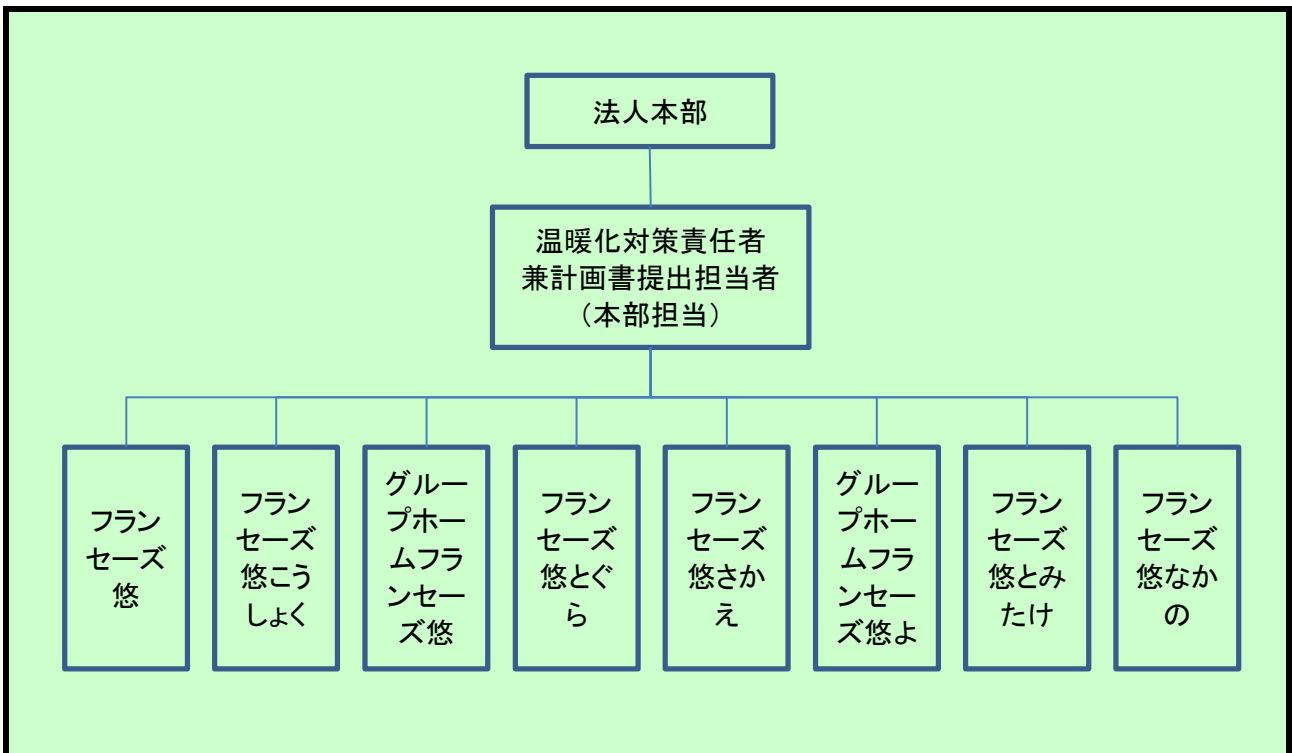 法人本部
温暖化対策責任者
兼計画書提出担当者
（本部担当）
フラン
セーズ
悠
フラン
セーズ
悠こう
しょく
グルー
プホー
ムフラ
ンセー
ズ悠
フラン
セーズ
悠とぐ
ら
フラン
セーズ
悠さか
え
グルー
プホー
ムフラ
ンセー
ズ悠よ
フラン
セーズ
悠とみ
たけ
フラン
セーズ
悠なか
の